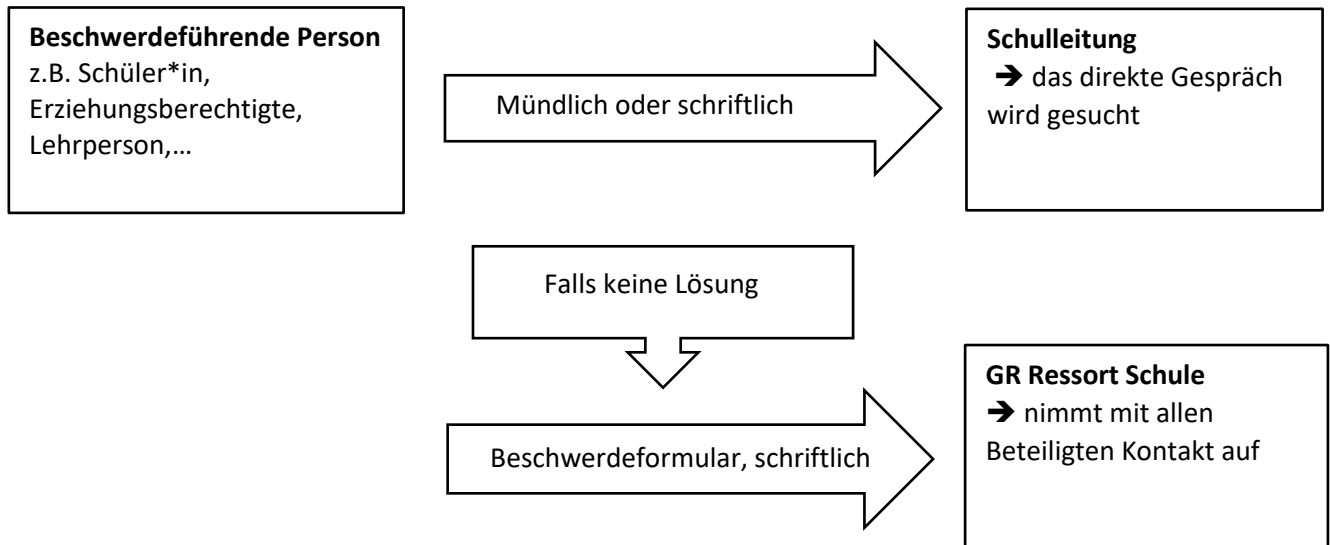 Beschwerdeführende Person
z.B. Schüler*in,
Erziehungsberechtigte,
Lehrperson,…
Mündlich oder schriftlich
Schulleitung
➔ das direkte Gespräch
wird gesucht
Falls keine Lösung
Beschwerdeformular, schriftlich
GR Ressort Schule
➔ nimmt mit allen
Beteiligten Kontakt auf